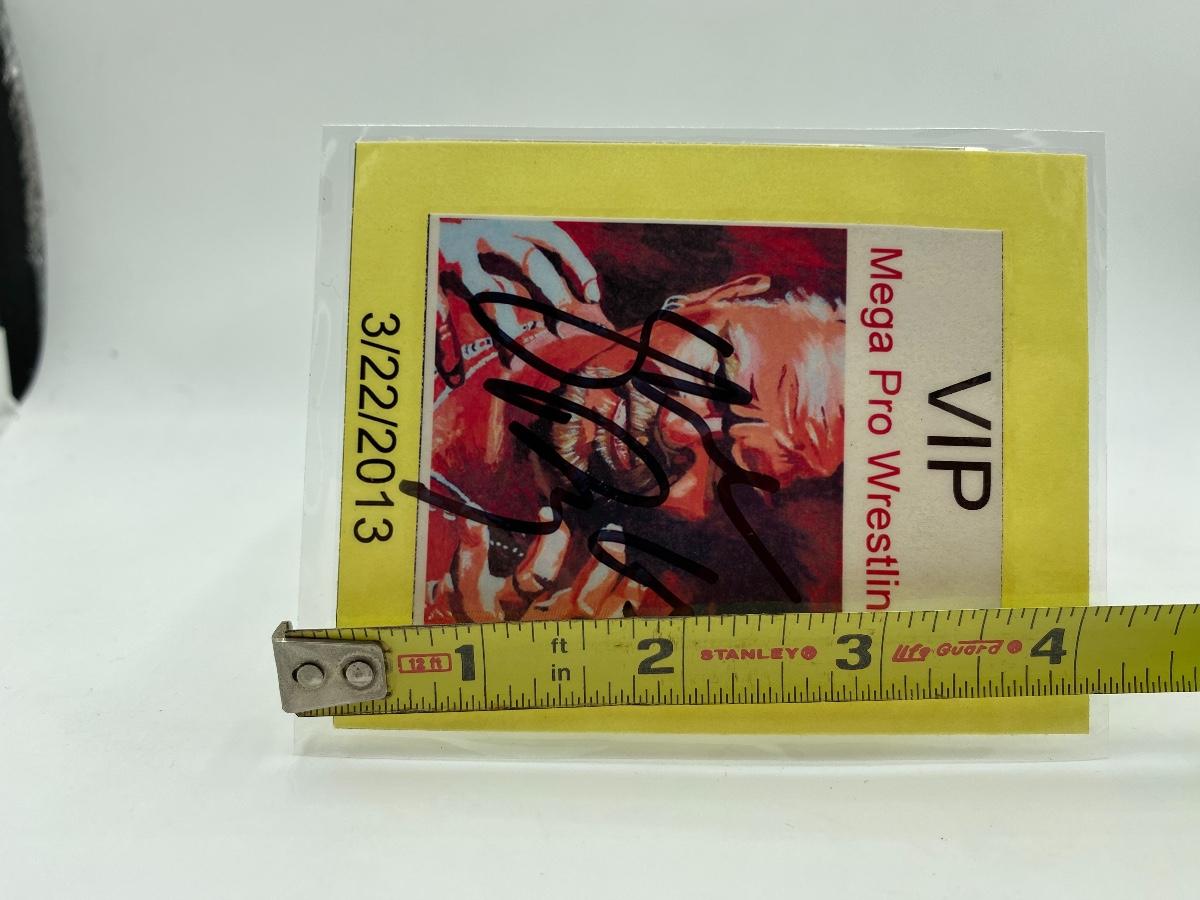 VIP
Mega Pro Wrestlin
3/22/2013
12 ft 1 ft in 2 STANLEY® 3 Life Guard® 4